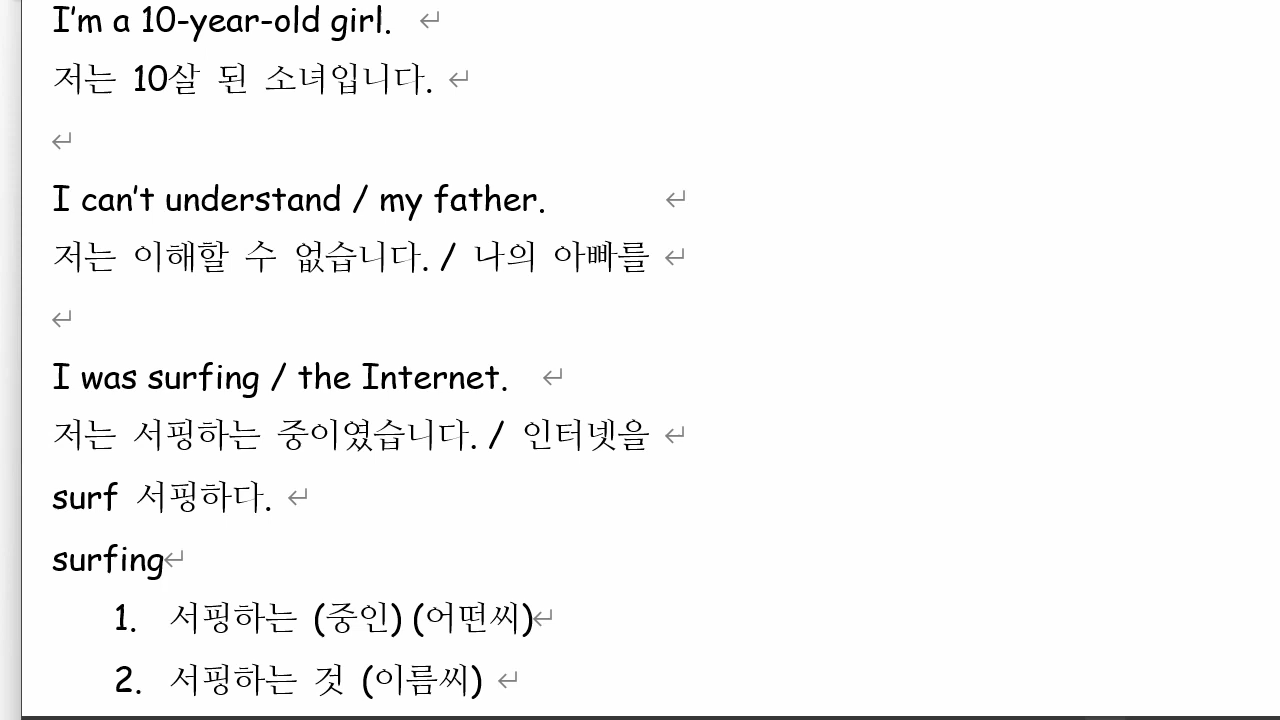 I'm a 10-year-old girl.
저는 10살 된 소녀입니다.
I can't understand / my father.
저는 이해할 수 없습니다. / 나의 아빠를
I was surfing / the Internet.
저는 서핑하는 중이였습니다. / 인터넷을
surf 서핑하다.
surfing
1. 서핑하는 (중인) (어떤씨)
2. 서핑하는 것 (이름씨)